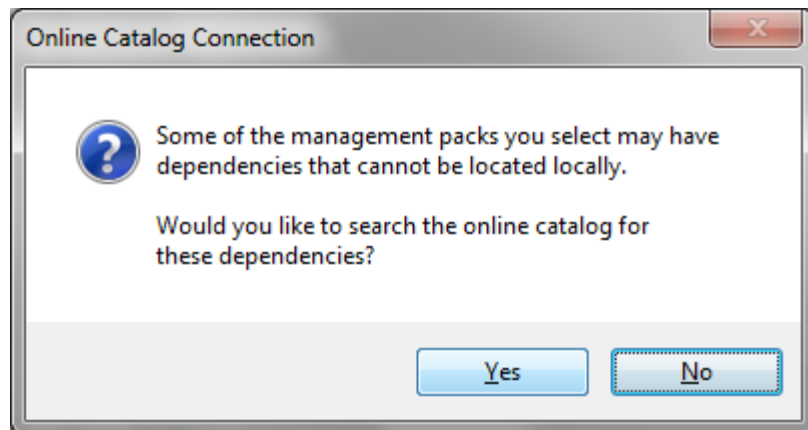 Online Catalog Connection
Some of the management packs you select may have
dependencies that cannot be located locally.
Would you like to search the online catalog for
these dependencies?
Yes
No